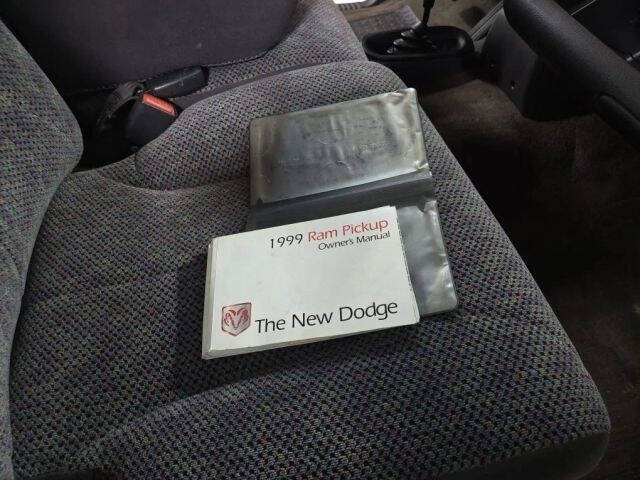 1999 Ram Pickup
Owner's Manual
The New Dodge